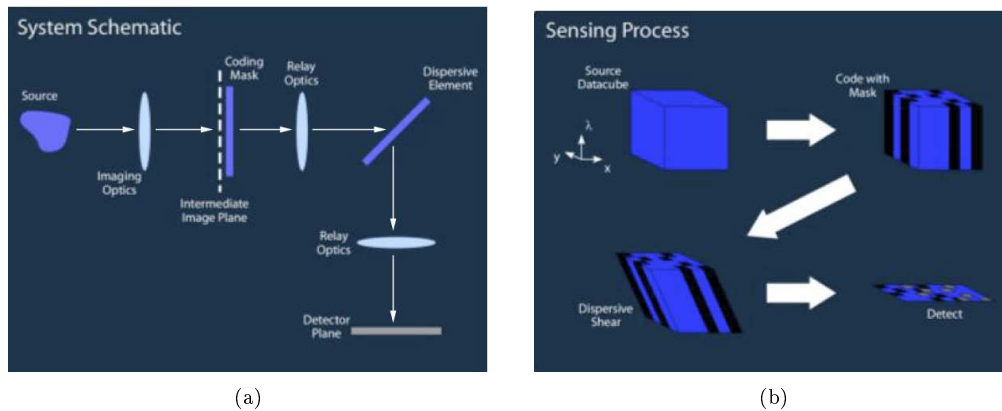 System Schematic
Source
Imaging
Optics
Intermediate
Image Plane
Coding
Mask
Relay
Optics
Dispersive
Element
Relay
Optics
Detector
Plane
(a)
Sensing Process
Source
Datacube
λ
y
x
Code with
Mask
Dispersive
Shear
Detect
(b)